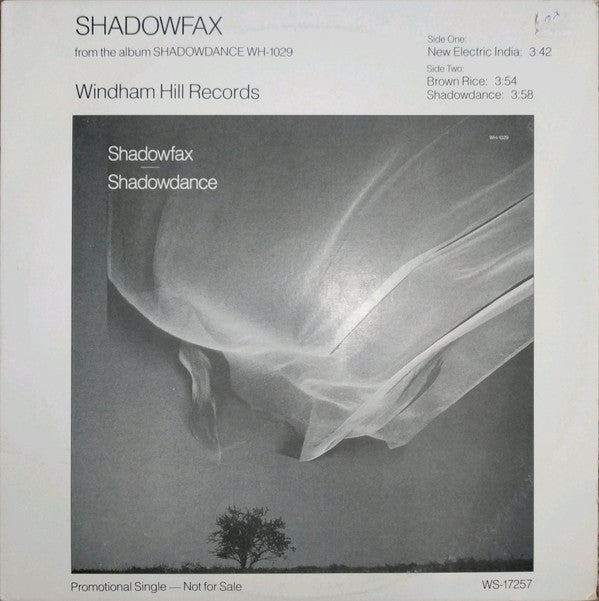 SHADOWFAX
from the album SHADOWDANCE WH-1029
Windham Hill Records
Side One:
New Electric India: 3:42
Side Two:
Brown Rice: 3:54
Shadowdance: 3:58
WH-1029
Shadowfax
Shadowdance
Promotional Single — Not for Sale
WS-17257